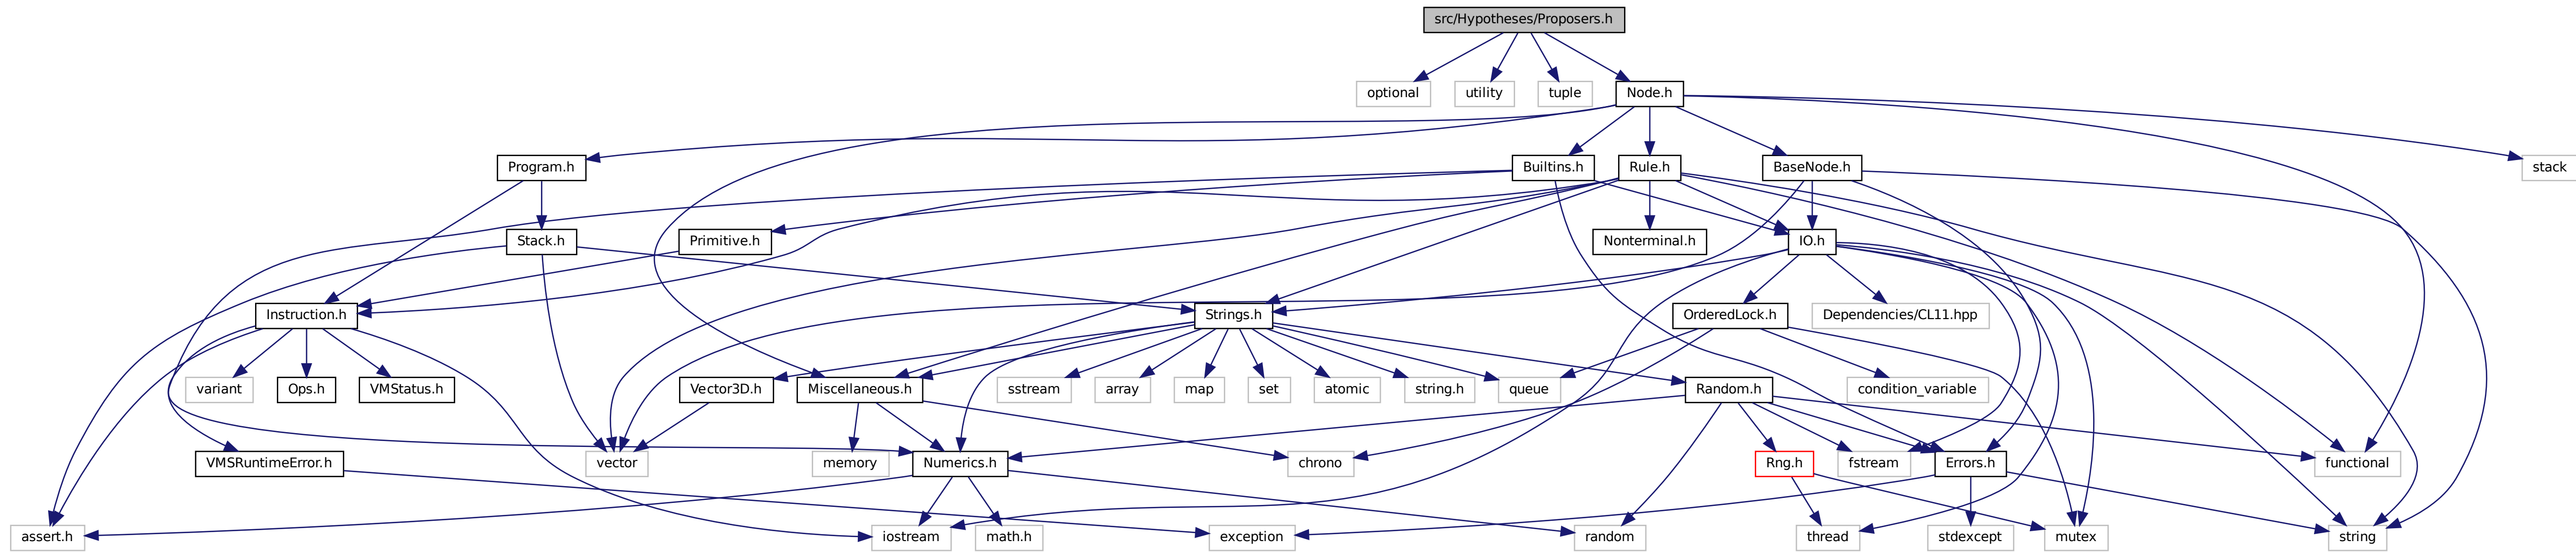 src/Hypotheses/Proposers.h
optional
utility
tuple
Node.h
Program.h
Builtins.h
Rule.h
BaseNode.h
stack
Stack.h
Primitive.h
Nonterminal.h
IO.h
Instruction.h
Strings.h
OrderedLock.h
Dependencies/CL11.hpp
variant
Ops.h
VMStatus.h
Vector3D.h
Miscellaneous.h
sstream
array
map
set
atomic
string.h
queue
Random.h
condition_variable
VMSRuntimeError.h
vector
memory
Numerics.h
chrono
Rng.h
fstream
Errors.h
functional
assert.h
iostream
math.h
exception
random
thread
stdexcept
mutex
string